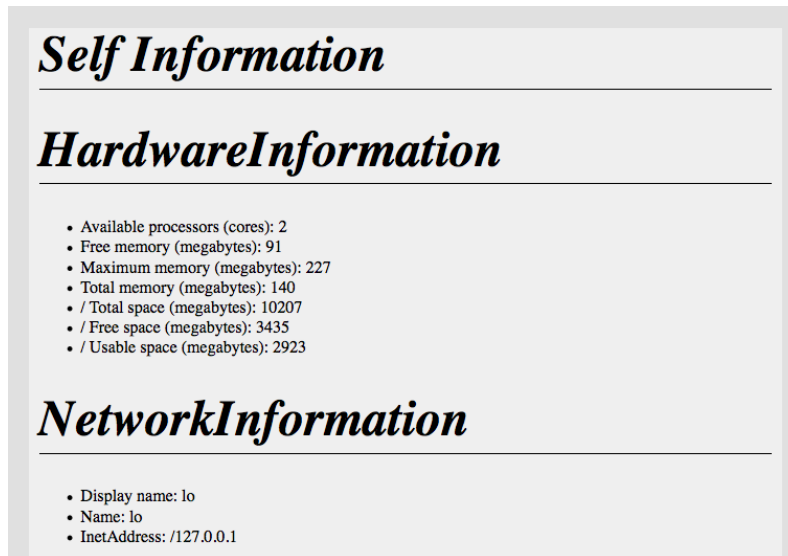 Self Information
HardwareInformation
Available processors (cores): 2
Free memory (megabytes): 91
Maximum memory (megabytes): 227
Total memory (megabytes): 140
/ Total space (megabytes): 10207
/ Free space (megabytes): 3435
/ Usable space (megabytes): 2923
NetworkInformation
Display name: lo
Name: lo
InetAddress: /127.0.0.1